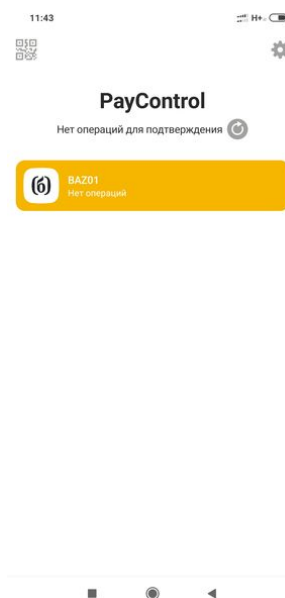 11:43
H+
PayControl
Нет операций для подтверждения
(б)
BAZ01
Нет операций